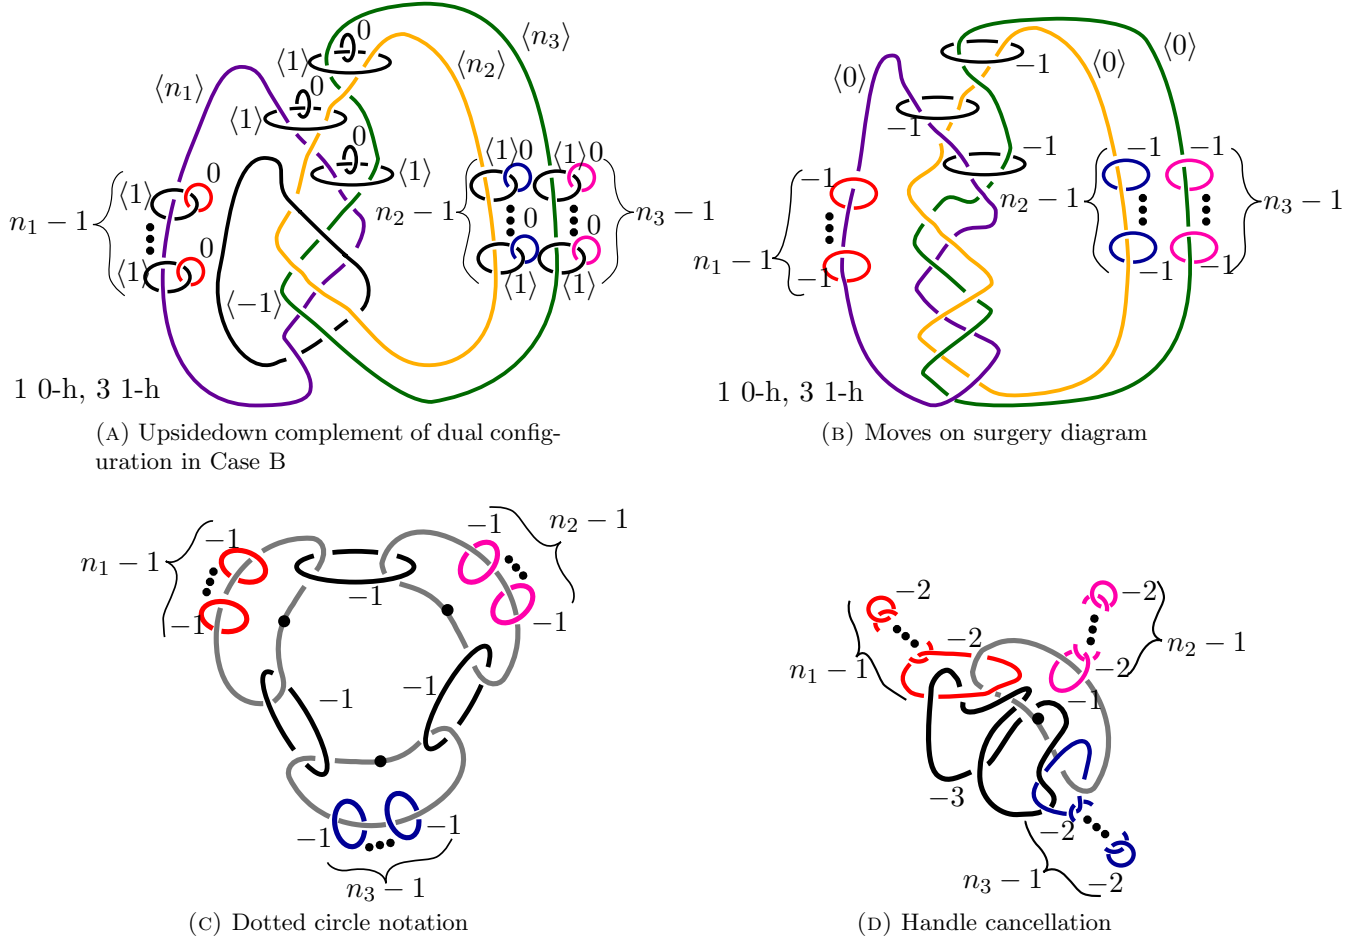 0
⟨n₃⟩
⟨1⟩
⟨n₂⟩
⟨n₁⟩
0
⟨1⟩
0
⟨1⟩
⟨1⟩0
⟨1⟩0
0
⟨1⟩
n₁ − 1
n₂ − 1
n₃ − 1
0
0
0
⟨1⟩
⟨1⟩
⟨1⟩
⟨−1⟩
1 0-h, 3 1-h
(A) Upsidedown complement of dual config-
uration in Case B
⟨0⟩
⟨0⟩
⟨0⟩
−1
−1
−1
−1
−1
−1
n₂ − 1
n₃ − 1
n₁ − 1
−1
−1
−1
1 0-h, 3 1-h
(B) Moves on surgery diagram
n₁ − 1
−1
−1
n₂ − 1
−1
−1
−1
−1
−1
−1
−1
n₃ − 1
(C) Dotted circle notation
−2
−2
−2
n₁ − 1
n₂ − 1
−2
−1
−3
−2
n₃ − 1
−2
(D) Handle cancellation